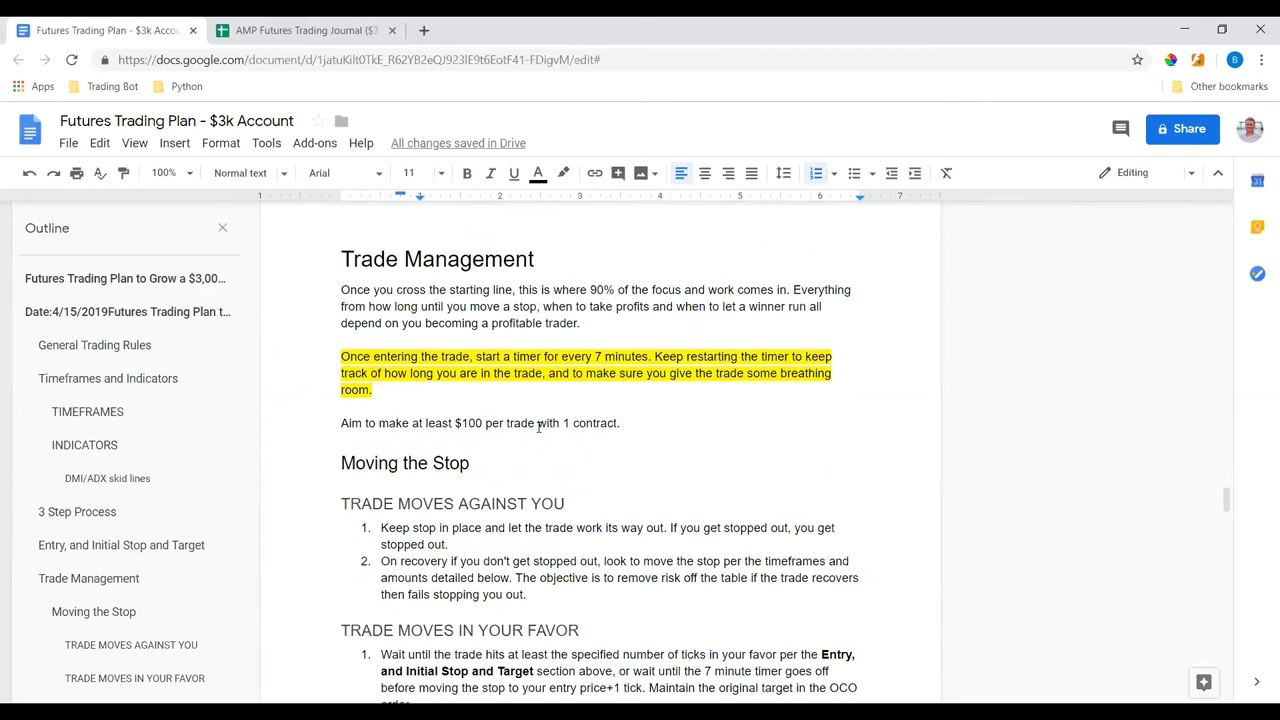 Futures Trading Plan - $3k Accou
AMP Futures Trading Journal ($3
https://docs.google.com/document/d/1jatuKilt0TkE_R62YB2eQJ923lJ9t6EotF41-FDigvM/edit#
Apps
Trading Bot
Python
Other bookmarks
Futures Trading Plan - $3k Account
File Edit View Insert Format Tools Add-ons Help All changes saved in Drive
Share
100% Normal text Arial 11 B I U A Editing
1 1 2 3 4 5 6 7
Outline
Futures Trading Plan to Grow a $3,00...
Date:4/15/2019Futures Trading Plan t...
General Trading Rules
Timeframes and Indicators
TIMEFRAMES
INDICATORS
DMI/ADX skid lines
3 Step Process
Entry, and Initial Stop and Target
Trade Management
Moving the Stop
TRADE MOVES AGAINST YOU
TRADE MOVES IN YOUR FAVOR
Trade Management
Once you cross the starting line, this is where 90% of the focus and work comes in. Everything
from how long until you move a stop, when to take profits and when to let a winner run all
depend on you becoming a profitable trader.
Once entering the trade, start a timer for every 7 minutes. Keep restarting the timer to keep
track of how long you are in the trade, and to make sure you give the trade some breathing
room.
Aim to make at least $100 per trade with 1 contract.
Moving the Stop
TRADE MOVES AGAINST YOU
1. Keep stop in place and let the trade work its way out. If you get stopped out, you get
stopped out.
2. On recovery if you don't get stopped out, look to move the stop per the timeframes and
amounts detailed below. The objective is to remove risk off the table if the trade recovers
then fails stopping you out.
TRADE MOVES IN YOUR FAVOR
1. Wait until the trade hits at least the specified number of ticks in your favor per the Entry,
and Initial Stop and Target section above, or wait until the 7 minute timer goes off
before moving the stop to your entry price+1 tick. Maintain the original target in the OCO
order.